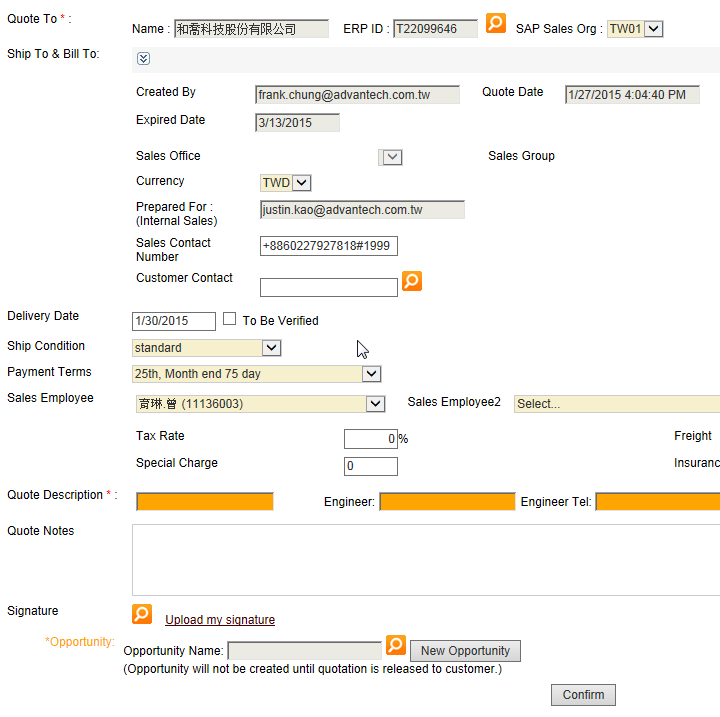 Quote To * :
Name : 和喬科技股份有限公司 ERP ID : T22099646 SAP Sales Org : TW01
Ship To & Bill To:
Created By frank.chung@advantech.com.tw Quote Date 1/27/2015 4:04:40 PM
Expired Date 3/13/2015
Sales Office Sales Group
Currency TWD
Prepared For :
(Internal Sales) justin.kao@advantech.com.tw
Sales Contact
Number +8860227927818#1999
Customer Contact
Delivery Date 1/30/2015 To Be Verified
Ship Condition standard
Payment Terms 25th, Month end 75 day
Sales Employee 育琳.曾 (11136003) Sales Employee2 Select...
Tax Rate 0 % Freight
Special Charge 0 Insuranc
Quote Description * : Engineer: Engineer Tel:
Quote Notes
Signature Upload my signature
*Opportunity: Opportunity Name: New Opportunity
(Opportunity will not be created until quotation is released to customer.)
Confirm